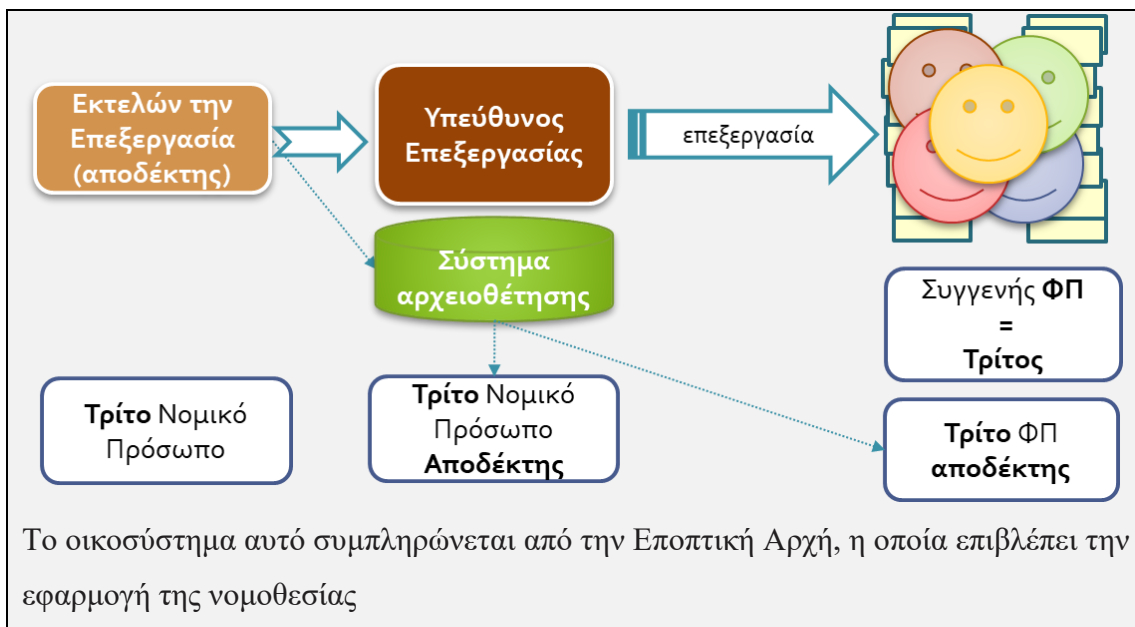 Εκτελών την
Επεξεργασία
(αποδέκτης)
Υπεύθυνος
Επεξεργασίας
επεξεργασία
Σύστημα
αρχειοθέτησης
Συγγενής ΦΠ
=
Τρίτος
Τρίτο Νομικό
Πρόσωπο
Τρίτο Νομικό
Πρόσωπο
Αποδέκτης
Τρίτο ΦΠ
αποδέκτης
Το οικοσύστημα αυτό συμπληρώνεται από την Εποπτική Αρχή, η οποία επιβλέπει την
εφαρμογή της νομοθεσίας